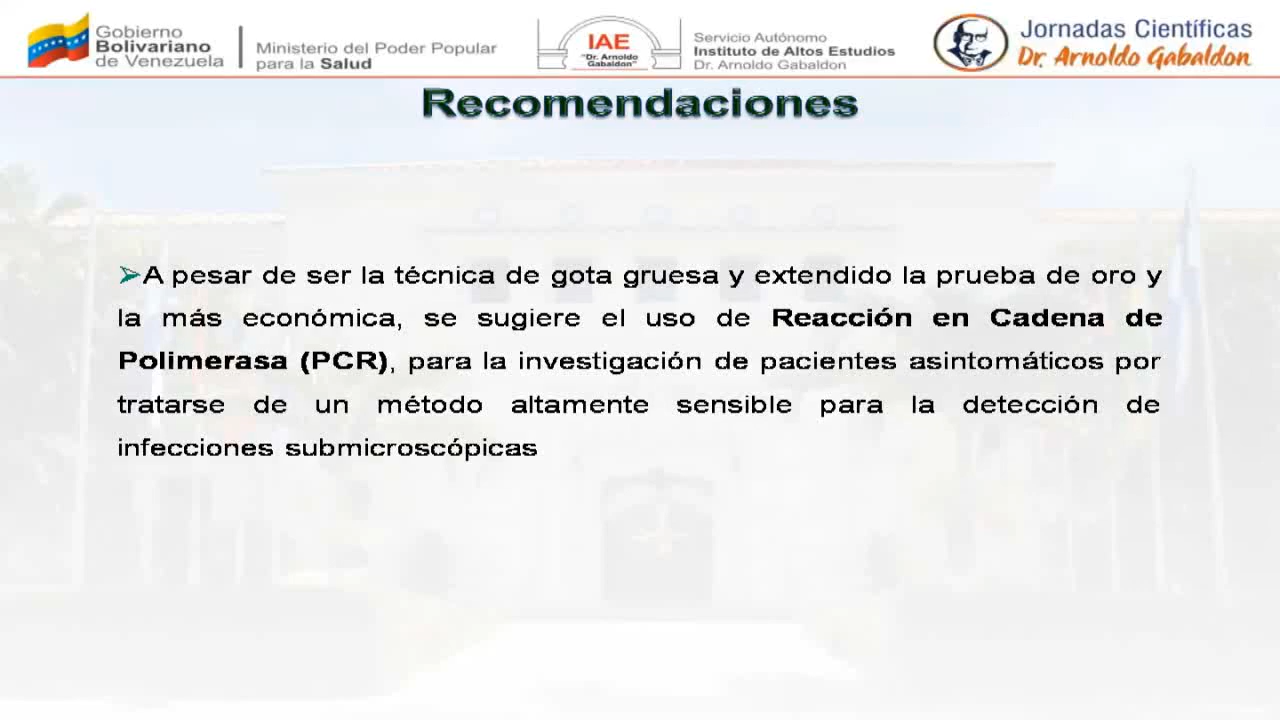 Gobierno
Bolivariano
de Venezuela
Ministerio del Poder Popular
para la Salud
IAE
"Dr. Arnoldo
Gabaldon"
Servicio Autónomo
Instituto de Altos Estudios
Dr. Arnoldo Gabaldon
Jornadas Científicas
Dr. Arnoldo Gabaldon
Recomendaciones
➢A pesar de ser la técnica de gota gruesa y extendido la prueba de oro y
la más económica, se sugiere el uso de Reacción en Cadena de
Polimerasa (PCR), para la investigación de pacientes asintomáticos por
tratarse de un método altamente sensible para la detección de
infecciones submicroscópicas